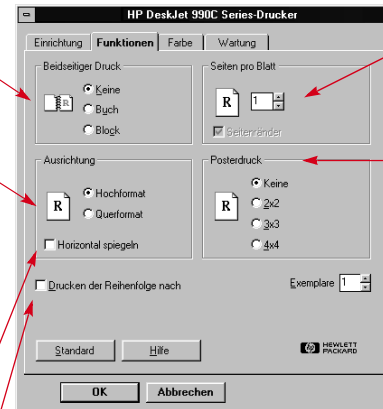 HP DeskJet 990C Series-Drucker
Einrichtung Funktionen Farbe Wartung
Beidseitiger Druck
Keine
Buch
Block
R
Seiten pro Blatt
R
1
Seitenränder
Ausrichtung
R
Hochformat
Querformat
Horizontal spiegeln
Posterdruck
R
Keine
2x2
3x3
4x4
Drucken der Reihenfolge nach
Exemplare 1
Standard Hilfe
hp HEWLETT
PACKARD
OK Abbrechen